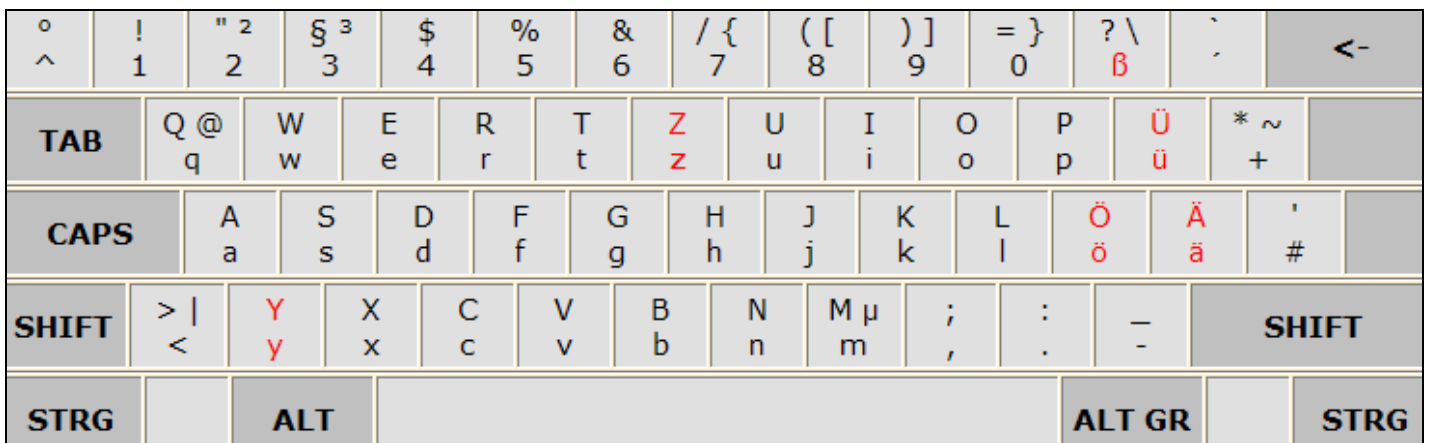 ° ! " ² § ³ $ % & / { ( [ ) ] = } ? \ ` <-
^ 1 2 3 4 5 6 7 8 9 0 ß ´
TAB Q @ W E R T Z U I O P Ü * ~
q w e r t z u i o p ü +
CAPS A S D F G H J K L Ö Ä '
a s d f g h j k l ö ä #
SHIFT > | Y X C V B N M µ ; : _ SHIFT
< y x c v b n m , . -
STRG ALT ALT GR STRG